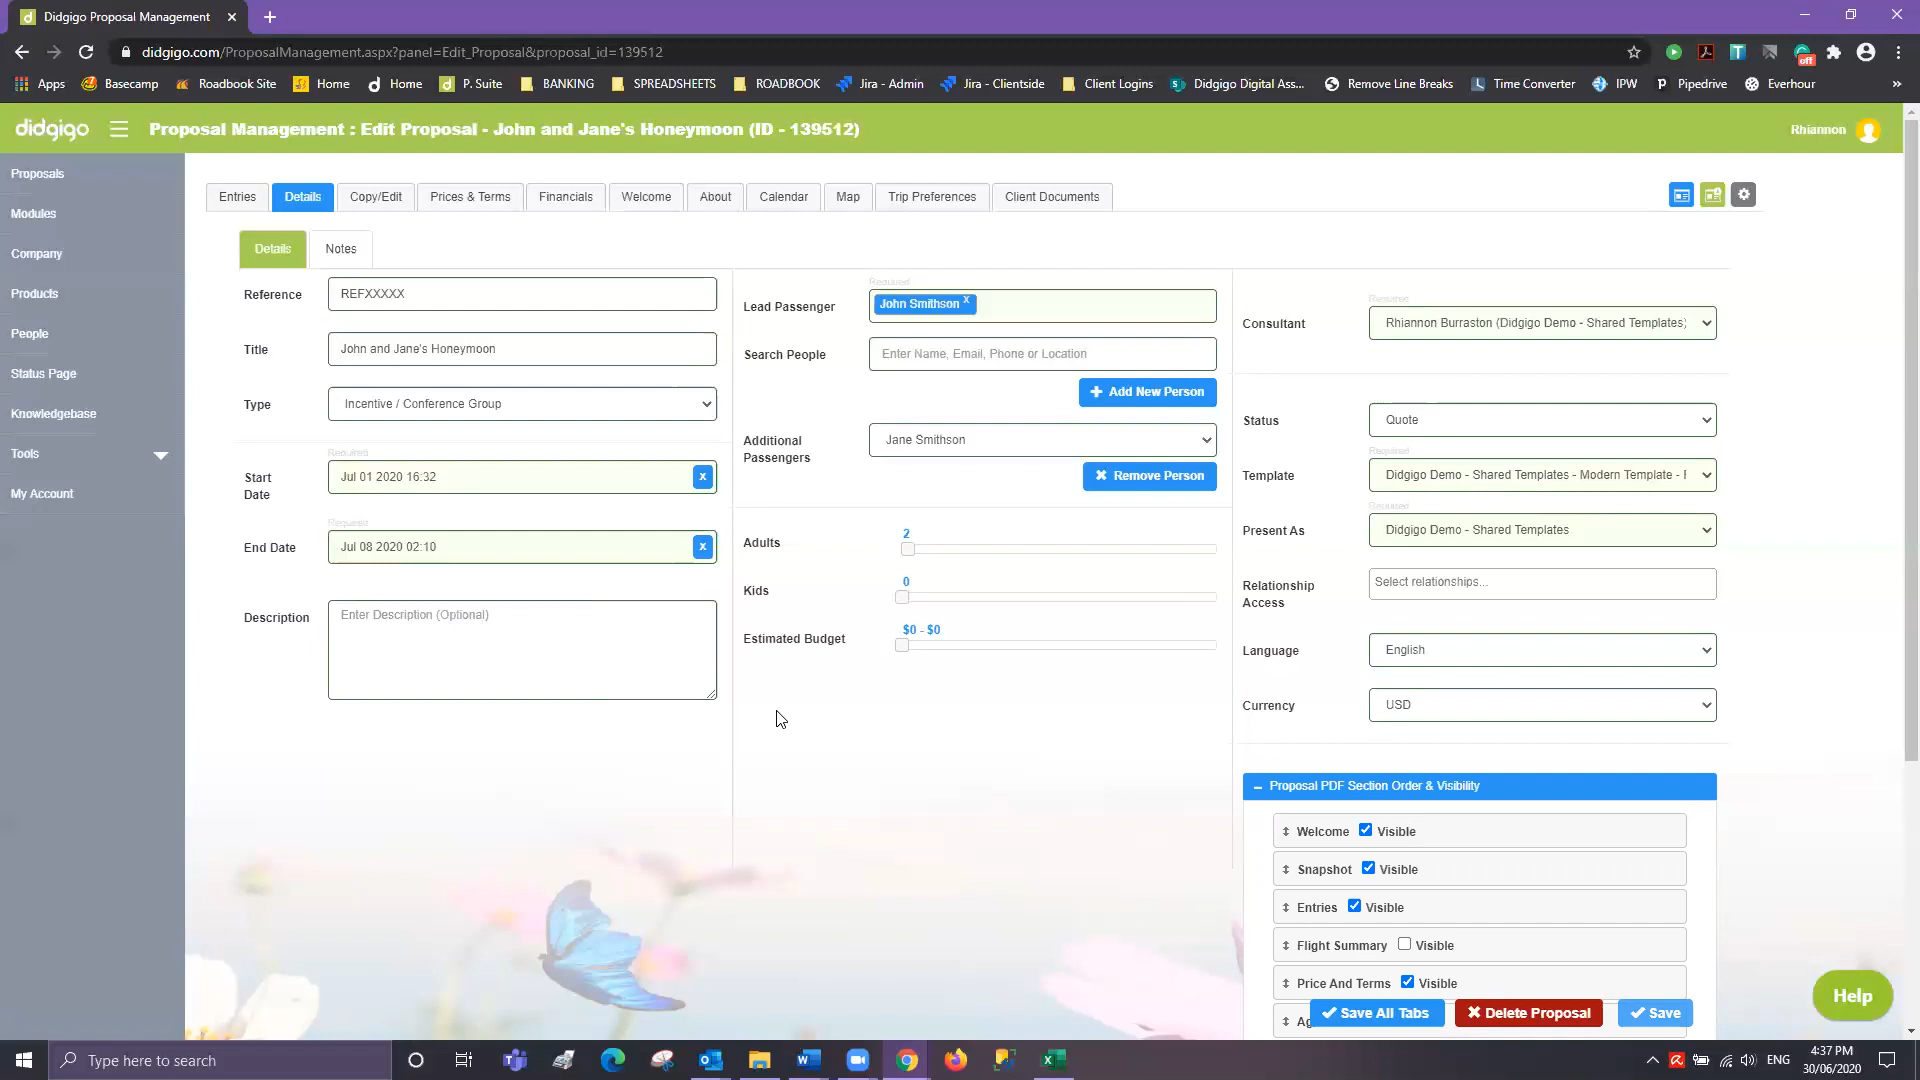 Didgigo Proposal Management
didgigo.com/ProposalManagement.aspx?panel=Edit_Proposal&proposal_id=139512
off
Apps Basecamp Roadbook Site Home Home P. Suite BANKING SPREADSHEETS ROADBOOK Jira - Admin Jira - Clientside Client Logins Didgigo Digital Ass... Remove Line Breaks Time Converter IPW Pipedrive Everhour
didgigo Proposal Management : Edit Proposal - John and Jane's Honeymoon (ID - 139512) Rhiannon
Proposals
Modules
Company
Products
People
Status Page
Knowledgebase
Tools
My Account
Entries Details Copy/Edit Prices & Terms Financials Welcome About Calendar Map Trip Preferences Client Documents
Details Notes
Reference REFXXXXX
Title John and Jane's Honeymoon
Type Incentive / Conference Group
Required
Start Date Jul 01 2020 16:32 x
Required
End Date Jul 08 2020 02:10 x
Description Enter Description (Optional)
Required
Lead Passenger John Smithson x
Search People Enter Name, Email, Phone or Location
Add New Person
Additional Passengers Jane Smithson
Remove Person
Adults 2
Kids 0
Estimated Budget $0 - $0
Required
Consultant Rhiannon Burraston (Didgigo Demo - Shared Templates)
Status Quote
Required
Template Didgigo Demo - Shared Templates - Modern Template -
Required
Present As Didgigo Demo - Shared Templates
Relationship Access Select relationships...
Language English
Currency USD
Proposal PDF Section Order & Visibility
Welcome Visible
Snapshot Visible
Entries Visible
Flight Summary Visible
Price And Terms Visible
Save All Tabs Delete Proposal Save
Help
Type here to search
ENG 4:37 PM
30/06/2020